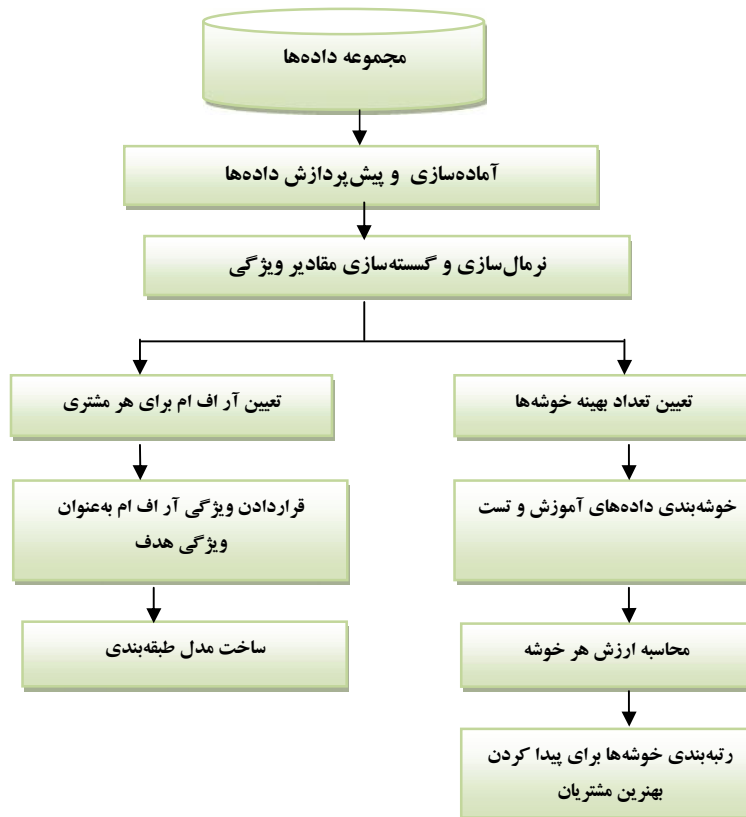 مجموعه داده‌ها
آماده‌سازی و پیش‌پردازش داده‌ها
نرمال‌سازی و گسسته‌سازی مقادیر ویژگی
تعیین تعداد بهینه خوشه‌ها
خوشه‌بندی داده‌های آموزش و تست
محاسبه ارزش هر خوشه
رتبه‌بندی خوشه‌ها برای پیدا کردن
بهترین مشتریان
تعیین آر اف ام برای هر مشتری
قراردادن ویژگی آر اف ام به‌عنوان
ویژگی هدف
ساخت مدل طبقه‌بندی